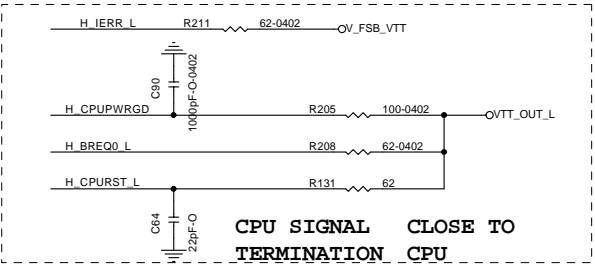 H_IERR_L R211 62-0402 V_FSB_VTT
C90
1000pF-O-0402
H_CPUPWRGD R205 100-0402 VTT_OUT_L
H_BREQ0_L R208 62-0402
H_CPURST_L R131 62
C64
22pF-O
CPU SIGNAL CLOSE TO
TERMINATION CPU